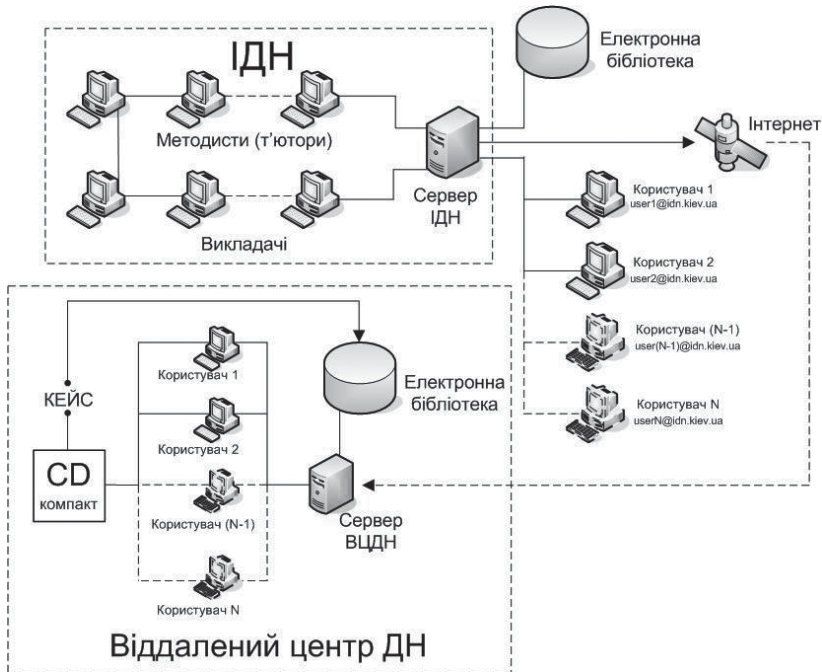 ІДН
Методисти (т'ютори)
Викладачі
Сервер
ІДН
Електронна
бібліотека
Інтернет
Користувач 1
user1@idn.kiev.ua
Користувач 2
user2@idn.kiev.ua
Користувач (N-1)
user(N-1)@idn.kiev.ua
Користувач N
userN@idn.kiev.ua
КЕЙС
CD
компакт
Користувач 1
Користувач 2
Користувач (N-1)
Користувач N
Електронна
бібліотека
Сервер
ВЦДН
Віддалений центр ДН